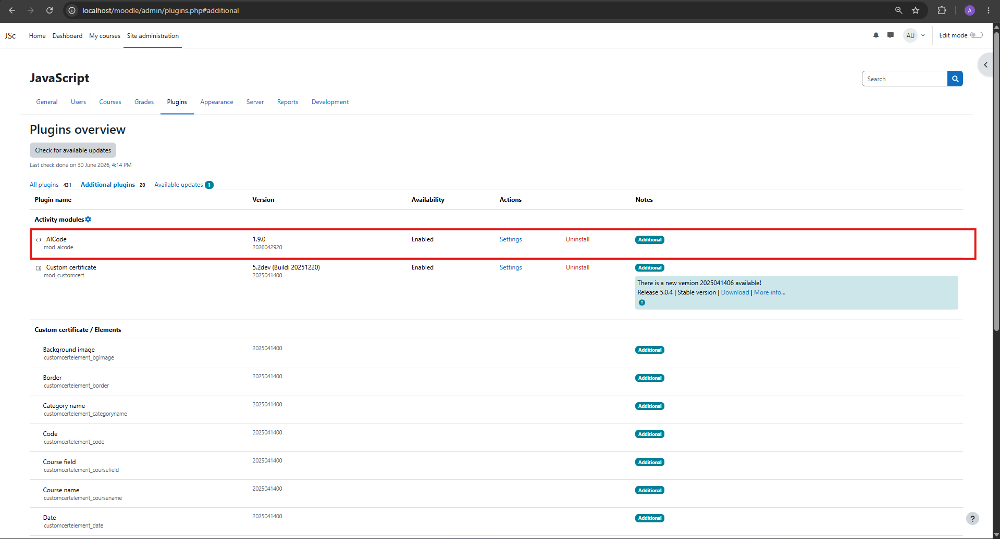 localhost/moodle/admin/plugins.php#additional
A
JSc Home Dashboard My courses Site administration AU Edit mode
JavaScript
Search
General Users Courses Grades Plugins Appearance Server Reports Development
Plugins overview
Check for available updates
Last check done on 30 June 2026, 4:14 PM
All plugins 431 Additional plugins 20 Available updates 1
Plugin name Version Availability Actions Notes
Activity modules
AICode 1.9.0 Enabled Settings Uninstall Additional
mod_aicode 2026042920
Custom certificate 5.2dev (Build: 20251220) Enabled Settings Uninstall Additional
mod_customcert 2025041400
There is a new version 2025041406 available!
Release 5.0.4 | Stable version | Download | More info...
?
Custom certificate / Elements
Background image 2025041400 Additional
customcertelement_bgimage
Border 2025041400 Additional
customcertelement_border
Category name 2025041400 Additional
customcertelement_categoryname
Code 2025041400 Additional
customcertelement_code
Course field 2025041400 Additional
customcertelement_coursefield
Course name 2025041400 Additional
customcertelement_coursename
Date 2025041400 Additional
customcertelement_date
?